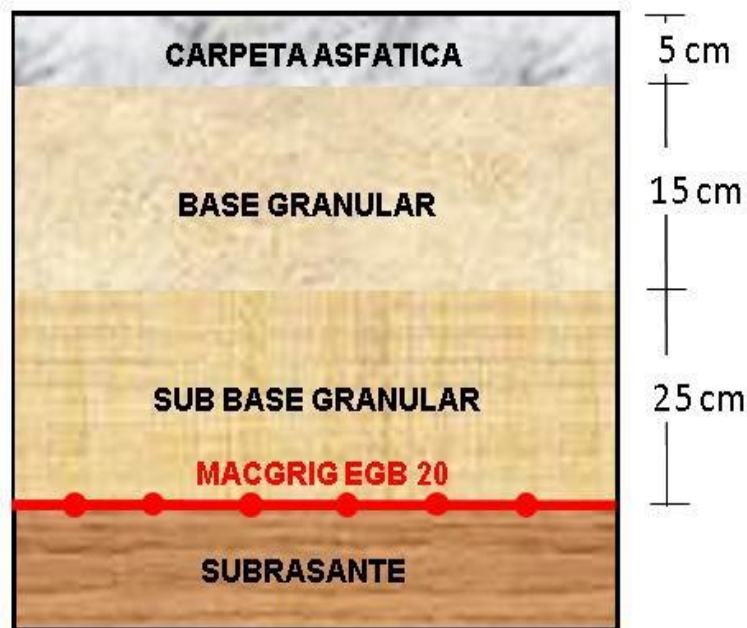 CARPETA ASFATICA
5 cm
BASE GRANULAR
15 cm
SUB BASE GRANULAR
25 cm
MACGRIG EGB 20
SUBRASANTE